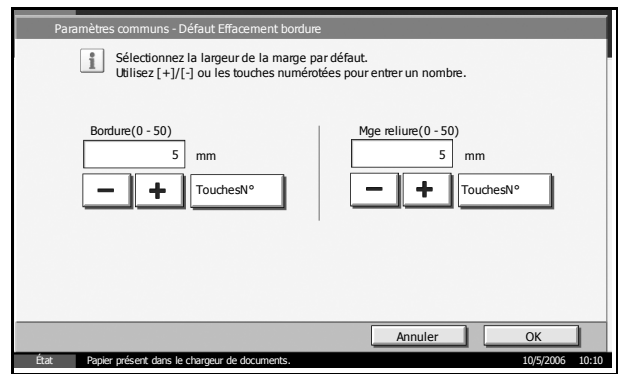 Paramètres communs - Défaut Effacement bordure
Sélectionnez la largeur de la marge par défaut.
Utilisez [+]/[-] ou les touches numérotées pour entrer un nombre.
Bordure(0 - 50)
5 mm
− + TouchesN°
Mge reliure(0 - 50)
5 mm
− + TouchesN°
Annuler OK
État Papier présent dans le chargeur de documents. 10/5/2006 10:10